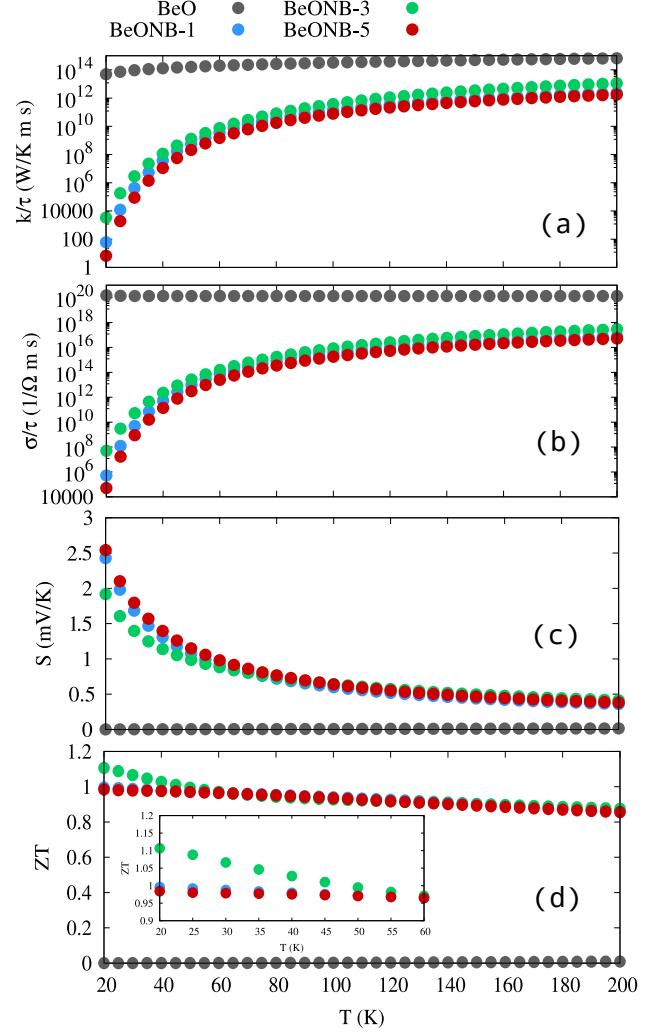 BeO BeONB-3
BeONB-1 BeONB-5
10^14
10^12
10^10
10^8
10^6
10000
100
1
k/τ (W/K m s)
(a)
10^20
10^18
10^16
10^14
10^12
10^10
10^8
10^6
10000
σ/τ (1/Ω m s)
(b)
3
2.5
2
1.5
1
0.5
0
S (mV/K)
(c)
1.2
1
0.8
0.6
0.4
0.2
0
ZT
1.2
1.1
1.05
1.0
0.95
0.9
ZT
20 25 30 35 40 45 50 55 60
T (K)
(d)
20 40 60 80 100 120 140 160 180 200
T (K)